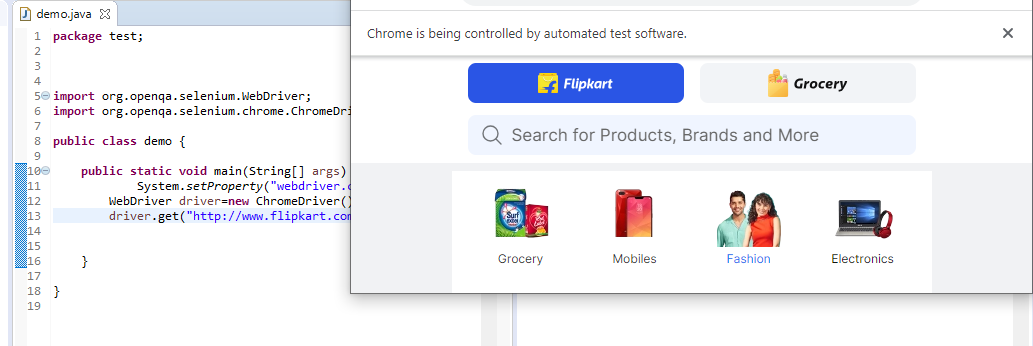 demo.java
1 package test;
2
3
4
5 import org.openqa.selenium.WebDriver;
6 import org.openqa.selenium.chrome.ChromeDri
7
8 public class demo {
9
10 public static void main(String[] args)
11 System.setProperty("webdriver.c
12 WebDriver driver=new ChromeDriver()
13 driver.get("http://www.flipkart.com
14
15
16 }
17
18 }
19
Chrome is being controlled by automated test software.
Flipkart
Grocery
Search for Products, Brands and More
Grocery
Mobiles
Fashion
Electronics